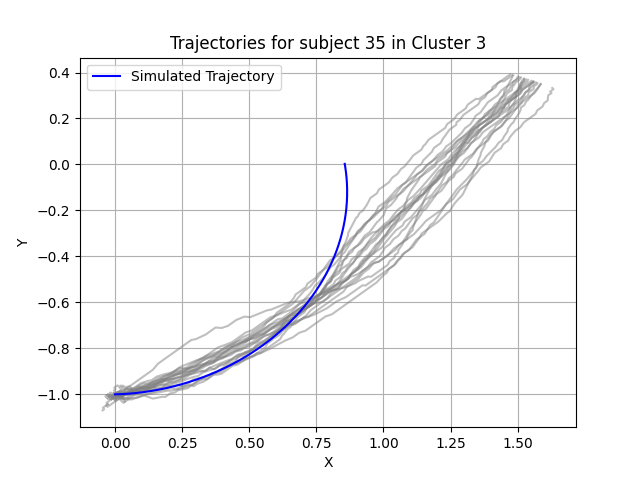 Trajectories for subject 35 in Cluster 3
Simulated Trajectory
0.4
0.2
0.0
−0.2
−0.4
−0.6
−0.8
−1.0
Y
0.00 0.25 0.50 0.75 1.00 1.25 1.50
X